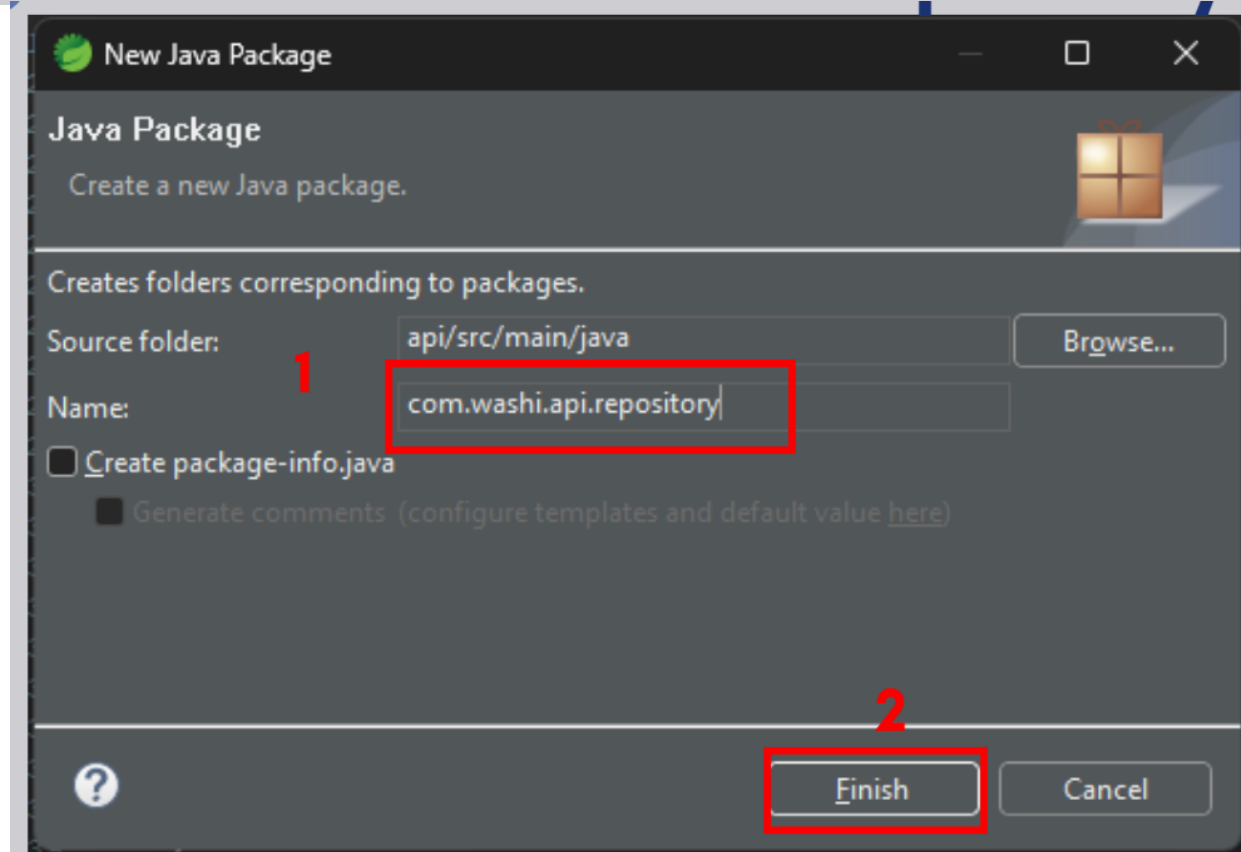 New Java Package
Java Package
Create a new Java package.
Creates folders corresponding to packages.
Source folder:
api/src/main/java
Browse...
1
Name:
com.washi.api.repository
Create package-info.java
Generate comments (configure templates and default value here)
2
?
Finish
Cancel